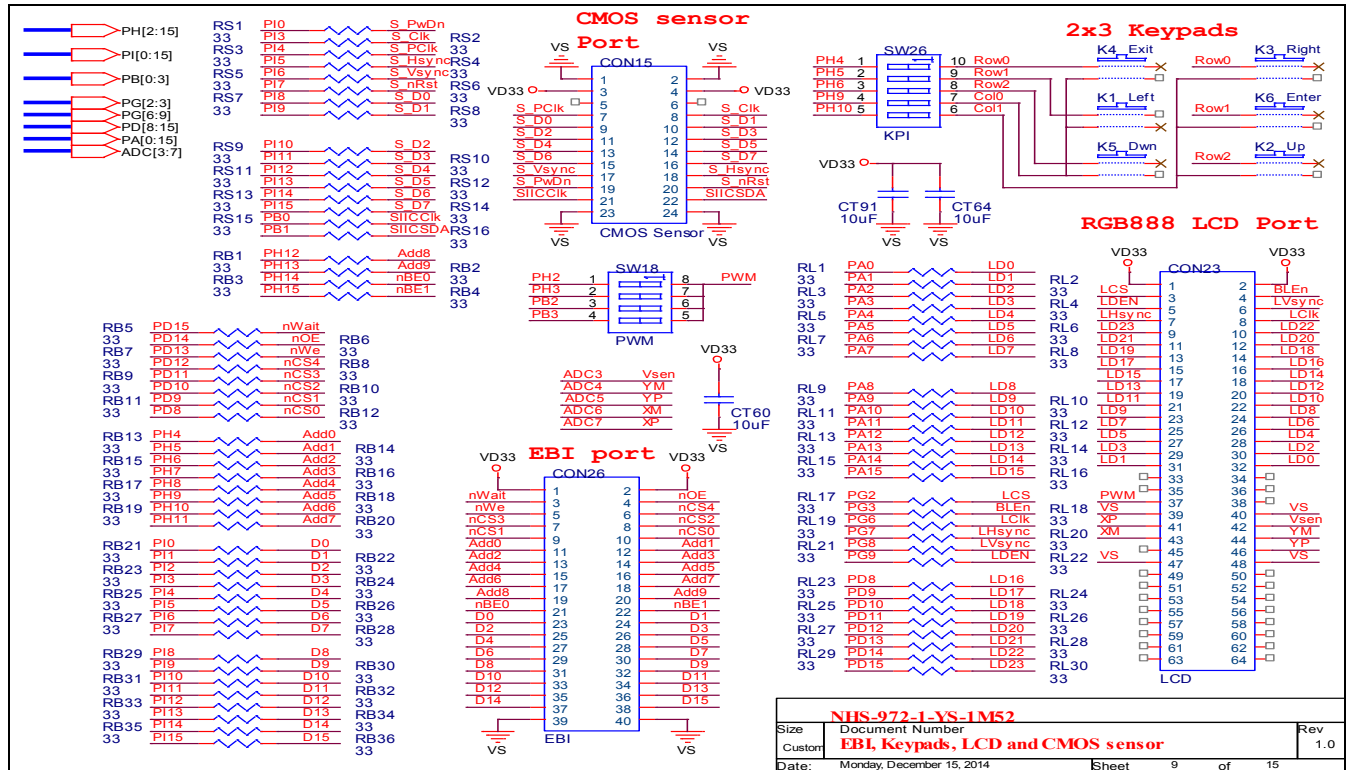 PH[2:15]
PI[0:15]
PB[0:3]
PG[2:3]
PG[6:9]
PD[8:15]
PA[0:15]
ADC[3:7]
RS1 PI0 S_PwDn
33 PI3 S_Clk RS2
RS3 PI4 S_PClk 33
33 PI5 S_Hsync RS4
RS5 PI6 S_Vsync 33
33 PI7 S_nRst RS6
RS7 PI8 S_D0 33
33 PI9 S_D1 RS8
33
RS9 PI10 S_D2
33 PI11 S_D3 RS10
RS11 PI12 S_D4 33
33 PI13 S_D5 RS12
RS13 PI14 S_D6 33
33 PI15 S_D7 RS14
RS15 PB0 SIICClk 33
33 PB1 SIICSDA RS16
33
RB1 PH12 Add8
33 PH13 Add9 RB2
RB3 PH14 nBE0 33
33 PH15 nBE1 RB4
33
RB5 PD15 nWait
33 PD14 nOE RB6
RB7 PD13 nWe 33
33 PD12 nCS4 RB8
RB9 PD11 nCS3 33
33 PD10 nCS2 RB10
RB11 PD9 nCS1 33
33 PD8 nCS0 RB12
33
RB13 PH4 Add0
33 PH5 Add1 RB14
RB15 PH6 Add2 33
33 PH7 Add3 RB16
RB17 PH8 Add4 33
33 PH9 Add5 RB18
RB19 PH10 Add6 33
33 PH11 Add7 RB20
33
RB21 PI0 D0
33 PI1 D1 RB22
RB23 PI2 D2 33
33 PI3 D3 RB24
RB25 PI4 D4 33
33 PI5 D5 RB26
RB27 PI6 D6 33
33 PI7 D7 RB28
33
RB29 PI8 D8
33 PI9 D9 RB30
RB31 PI10 D10 33
33 PI11 D11 RB32
RB33 PI12 D12 33
33 PI13 D13 RB34
RB35 PI14 D14 33
33 PI15 D15 RB36
33
CMOS sensor
Port
VS VS
CON15
1 2
VD33 3 4 VD33
5 6
S_PClk 7 8 S_Clk
S_D0 9 10 S_D1
S_D2 11 12 S_D3
S_D4 13 14 S_D5
S_D6 15 16 S_D7
S_Vsync 17 18 S_Hsync
S_PwDn 19 20 S_nRst
SIICClk 21 22 SIICSDA
23 24
VS CMOS Sensor VS
SW18
PH2 1 8 PWM
PH3 2 7
PB2 3 6
PB3 4 5
PWM
VD33
ADC3 Vsen
ADC4 YM
ADC5 YP
ADC6 XM
ADC7 XP
CT60
10uF
VS
EBI port
VD33 VD33
CON26
1 2
nWait 3 4 nOE
nWe 5 6 nCS4
nCS3 7 8 nCS2
nCS1 9 10 nCS0
Add0 11 12 Add1
Add2 13 14 Add3
Add4 15 16 Add5
Add6 17 18 Add7
Add8 19 20 Add9
nBE0 21 22 nBE1
D0 23 24 D1
D2 25 26 D3
D4 27 28 D5
D6 29 30 D7
D8 31 32 D9
D10 33 34 D11
D12 35 36 D13
D14 37 38 D15
39 40
VS EBI VS
2x3 Keypads
SW26
PH4 1 10 Row0
PH5 2 9 Row1
PH6 3 8 Row2
PH9 4 7 Col0
PH10 5 6 Col1
KPI
K4 Exit
Row0 K3 Right
K1 Left
Row1 K6 Enter
K5 Dwn
Row2 K2 Up
VD33
CT91 CT64
10uF 10uF
VS VS
RL1 PA0 LD0
33 PA1 LD1 RL2
RL3 PA2 LD2 33
33 PA3 LD3 RL4
RL5 PA4 LD4 33
33 PA5 LD5 RL6
RL7 PA6 LD6 33
33 PA7 LD7 RL8
33
RL9 PA8 LD8
33 PA9 LD9 RL10
RL11 PA10 LD10 33
33 PA11 LD11 RL12
RL13 PA12 LD12 33
33 PA13 LD13 RL14
RL15 PA14 LD14 33
33 PA15 LD15 RL16
33
RL17 PG2 LCS
33 PG3 BLEn RL18
RL19 PG6 LClk 33
33 PG7 LHsync RL20
RL21 PG8 LVsync 33
33 PG9 LDEN RL22
33
RL23 PD8 LD16
33 PD9 LD17 RL24
RL25 PD10 LD18 33
33 PD11 LD19 RL26
RL27 PD12 LD20 33
33 PD13 LD21 RL28
RL29 PD14 LD22 33
33 PD15 LD23 RL30
33
RGB888 LCD Port
VD33 VD33
CON23
1 2
LCS 3 4 BLEn
LDEN 5 6 LVsync
LHsync 7 8 LClk
LD23 9 10 LD22
LD21 11 12 LD20
LD19 13 14 LD18
LD17 15 16 LD16
LD15 17 18 LD14
LD13 19 20 LD12
LD11 21 22 LD10
LD9 23 24 LD8
LD7 25 26 LD6
LD5 27 28 LD4
LD3 29 30 LD2
LD1 31 32 LD0
33 34
35 36
PWM 37 38
VS 39 40 VS
XP 41 42 Vsen
XM 43 44 YM
45 46 YP
VS 47 48 VS
49 50
51 52
53 54
55 56
57 58
59 60
61 62
63 64
LCD
NHS-972-1-YS-1M52
Size Document Number Rev
Custom EBI, Keypads, LCD and CMOS sensor 1.0
Date: Monday, December 15, 2014 Sheet 9 of 15